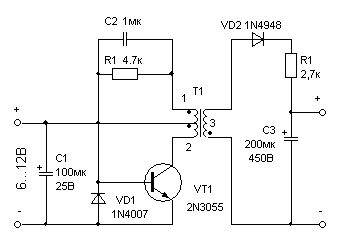 C2 1мк
VD2 1N4948
R1 4.7к
T1
R1
2,7к
1
3
2
+
+
+
+
6...12В
C1
100мк
25В
C3
200мк
450В
VD1
1N4007
VT1
2N3055
-
-